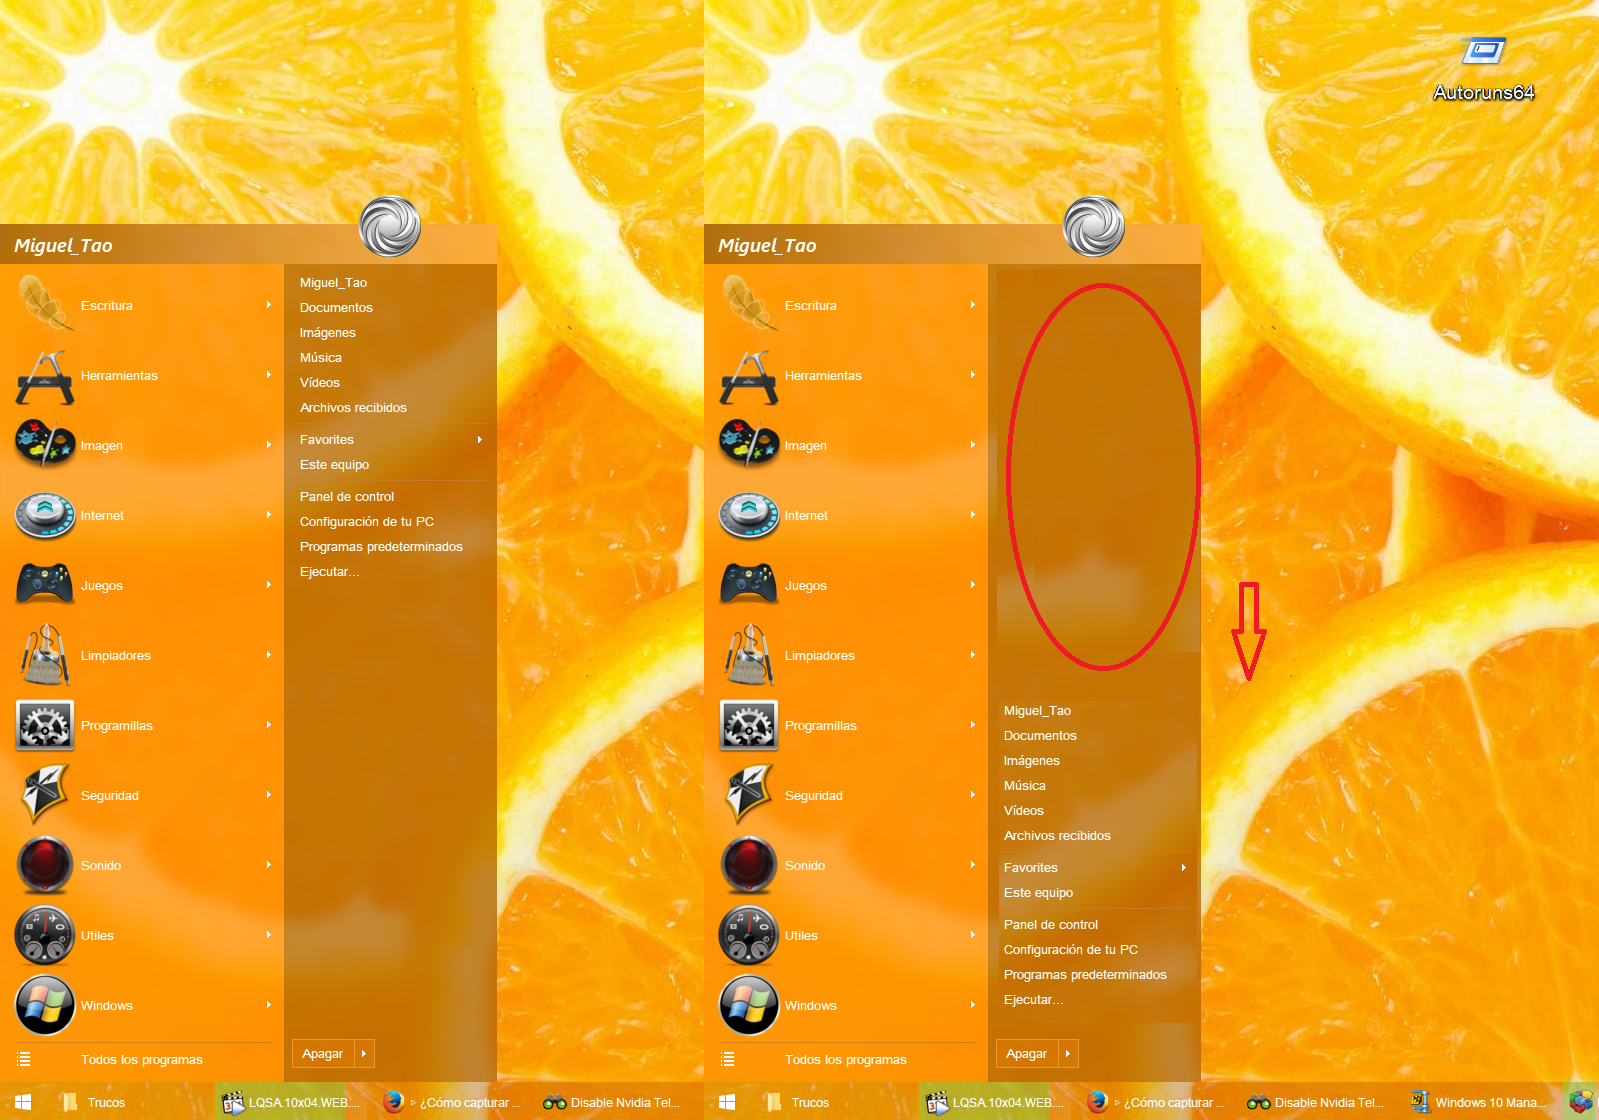 Autoruns64
Miguel_Tao
Escritura
Herramientas
Imagen
Internet
Juegos
Limpiadores
Programillas
Seguridad
Sonido
Utiles
Windows
Todos los programas
Miguel_Tao
Documentos
Imágenes
Música
Vídeos
Archivos recibidos
Favorites
Este equipo
Panel de control
Configuración de tu PC
Programas predeterminados
Ejecutar...
Apagar
Miguel_Tao
Escritura
Herramientas
Imagen
Internet
Juegos
Limpiadores
Programillas
Seguridad
Sonido
Utiles
Windows
Todos los programas
Miguel_Tao
Documentos
Imágenes
Música
Vídeos
Archivos recibidos
Favorites
Este equipo
Panel de control
Configuración de tu PC
Programas predeterminados
Ejecutar...
Apagar
Trucos
LQSA.10x04.WEB....
¿Cómo capturar ...
Disable Nvidia Tel...
Trucos
LQSA.10x04.WEB....
¿Cómo capturar ...
Disable Nvidia Tel...
Windows 10 Mana...